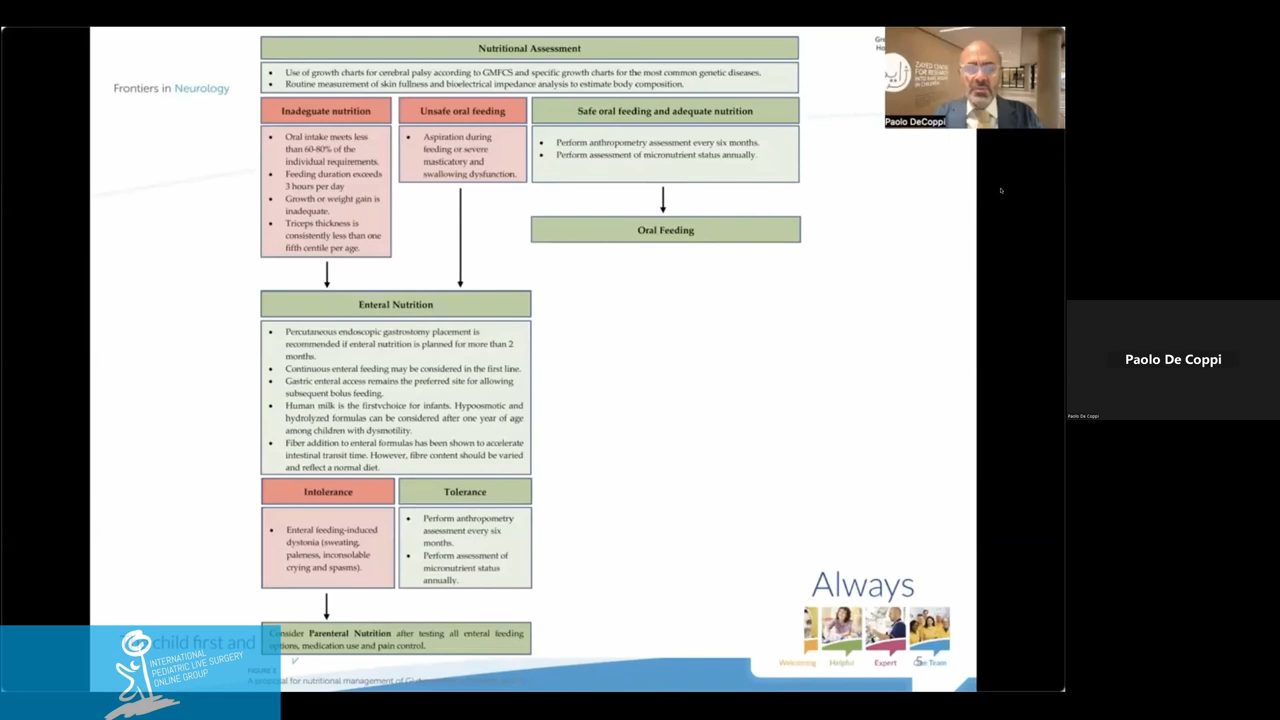 Nutritional Assessment
Frontiers in Neurology
• Use of growth charts for cerebral palsy according to GMFCS and specific growth charts for the most common genetic diseases.
• Routine measurement of skin fullness and bioelectrical impedance analysis to estimate body composition.
Inadequate nutrition
• Oral intake meets less
than 60-80% of the
individual requirements.
• Feeding duration exceeds
3 hours per day
• Growth or weight gain is
inadequate.
• Triceps thickness is
consistently less than one
fifth centile per age.
Unsafe oral feeding
• Aspiration during
feeding or severe
masticatory and
swallowing dysfunction.
Safe oral feeding and adequate nutrition
• Perform anthropometry assessment every six months.
• Perform assessment of micronutrient status annually.
Oral Feeding
Enteral Nutrition
• Percutaneous endoscopic gastrostomy placement is
recommended if enteral nutrition is planned for more than 2
months.
• Continuous enteral feeding may be considered in the first line.
• Gastric enteral access remains the preferred site for allowing
subsequent bolus feeding.
• Human milk is the firstvchoice for infants. Hypoosmotic and
hydrolyzed formulas can be considered after one year of age
among children with dysmotility.
• Fiber addition to enteral formulas has been shown to accelerate
intestinal transit time. However, fibre content should be varied
and reflect a normal diet.
Intolerance
• Enteral feeding-induced
dystonia (sweating,
paleness, inconsolable
crying and spasms).
Tolerance
• Perform anthropometry
assessment every six
months.
• Perform assessment of
micronutrient status
annually.
Consider Parenteral Nutrition after testing all enteral feeding
options, medication use and pain control.
FIGURE 2
A proposal for nutritional management of
child first and
Always
Welcoming Helpful Expert One Team
5
INTERNATIONAL
PEDIATRIC LIVE SURGERY
ONLINE GROUP
Gre
Ho
ZAYED CENTRE
FOR RESEARCH
Paolo DeCoppi
Paolo De Coppi
Paolo De Coppi